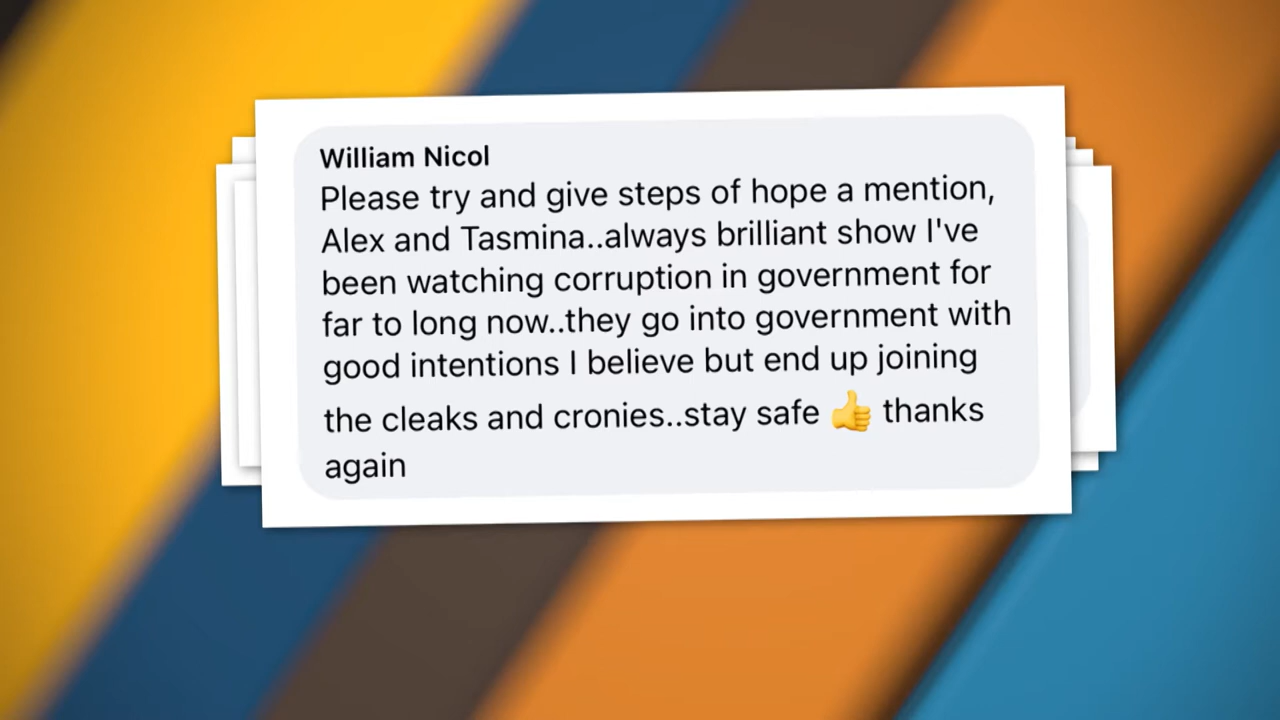 William Nicol
Please try and give steps of hope a mention,
Alex and Tasmina..always brilliant show I've
been watching corruption in government for
far to long now..they go into government with
good intentions I believe but end up joining
the cleaks and cronies..stay safe 👍 thanks
again